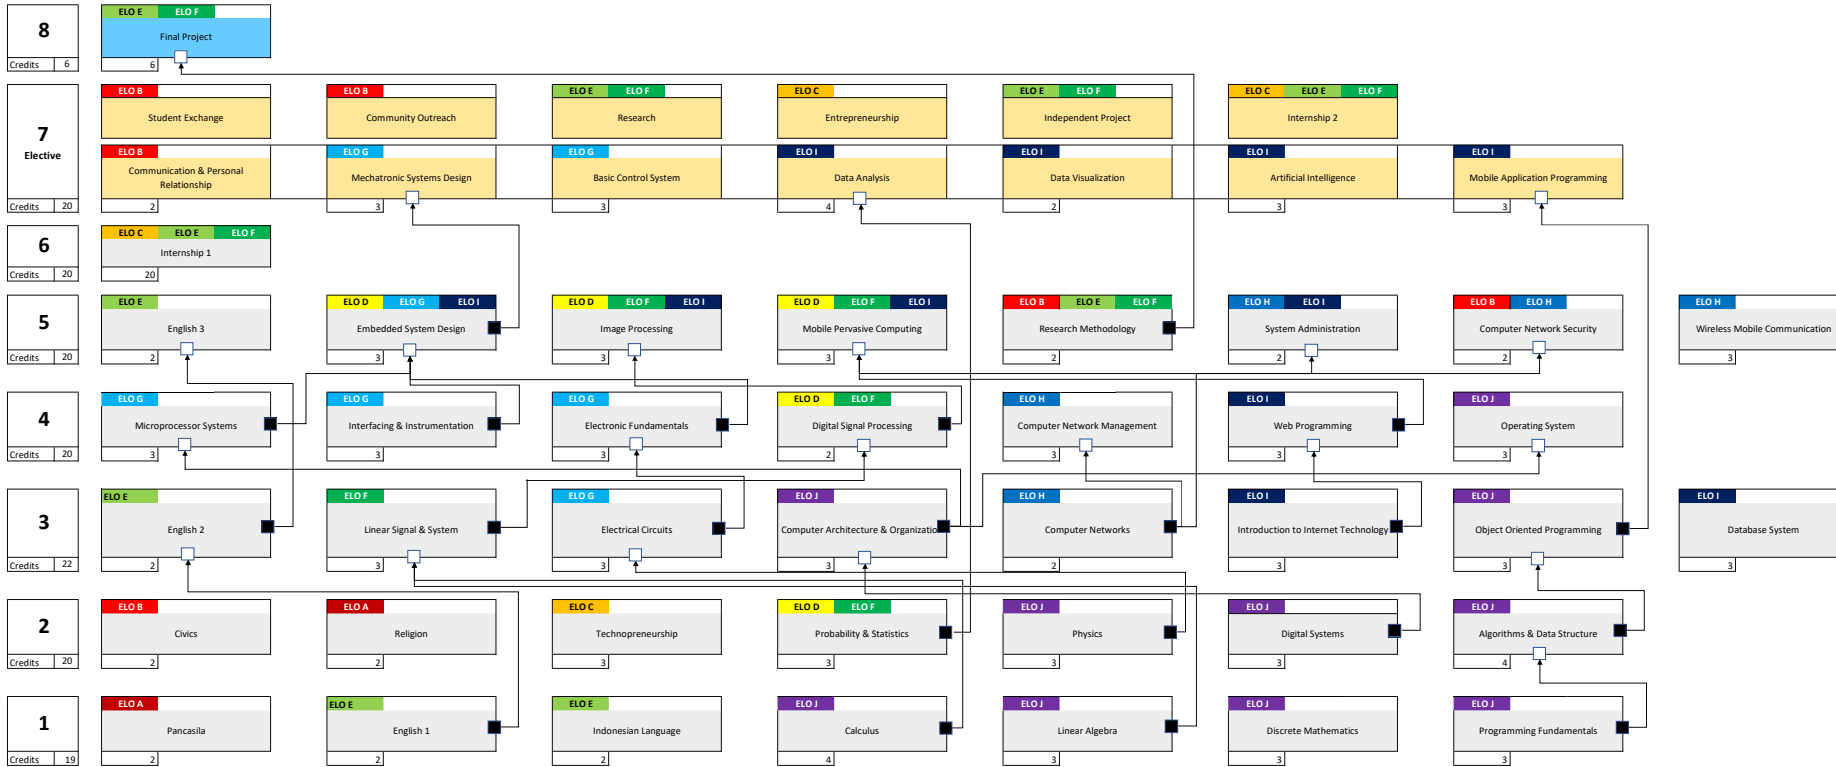 8
Credits 6
ELO E ELO F
Final Project
6
7
Elective
Credits 20
ELO B ELO B ELO E ELO F ELO C ELO E ELO F ELO C ELO E ELO F
Student Exchange Community Outreach Research Entrepreneurship Independent Project Internship 2
ELO B ELO G ELO G ELO I ELO I ELO I ELO I
Communication & Personal
Relationship
Mechatronic Systems Design Basic Control System Data Analysis Data Visualization Artificial Intelligence Mobile Application Programming
2 3 3 4 2 3 3
6
Credits 20
ELO C ELO E ELO F
Internship 1
20
5
Credits 20
ELO E ELO D ELO G ELO I ELO D ELO F ELO I ELO D ELO F ELO I ELO B ELO E ELO F ELO H ELO I ELO B ELO H ELO H
English 3 Embedded System Design Image Processing Mobile Pervasive Computing Research Methodology System Administration Computer Network Security Wireless Mobile Communication
2 3 3 3 2 2 2 3
4
Credits 20
ELO G ELO G ELO G ELO D ELO F ELO H ELO I ELO J
Microprocessor Systems Interfacing & Instrumentation Electronic Fundamentals Digital Signal Processing Computer Network Management Web Programming Operating System
3 3 3 2 3 3 3
3
Credits 22
ELO E ELO F ELO G ELO J ELO H ELO I ELO J ELO I
English 2 Linear Signal & System Electrical Circuits Computer Architecture & Organizatio Computer Networks Introduction to Internet Technology Object Oriented Programming Database System
2 3 3 3 2 3 3 3
2
Credits 20
ELO B ELO A ELO C ELO D ELO F ELO J ELO J ELO J
Civics Religion Technopreneurship Probability & Statistics Physics Digital Systems Algorithms & Data Structure
2 2 3 3 3 3 4
1
Credits 19
ELO A ELO E ELO E ELO J ELO J ELO J ELO J
Pancasila English 1 Indonesian Language Calculus Linear Algebra Discrete Mathematics Programming Fundamentals
2 2 2 4 3 3 3